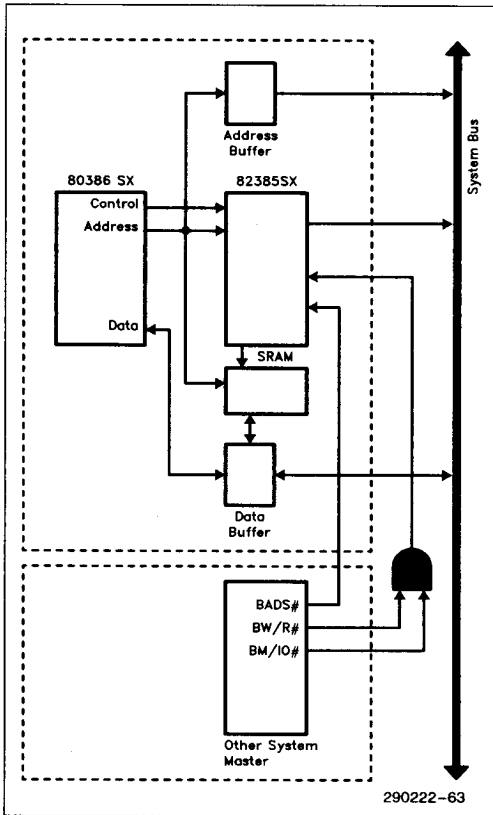 Address
Buffer
System Bus
80386 SX
82385SX
Control
Address
Data
SRAM
Data
Buffer
BADS#
BW/R#
BM/IO#
Other System
Master
290222-63